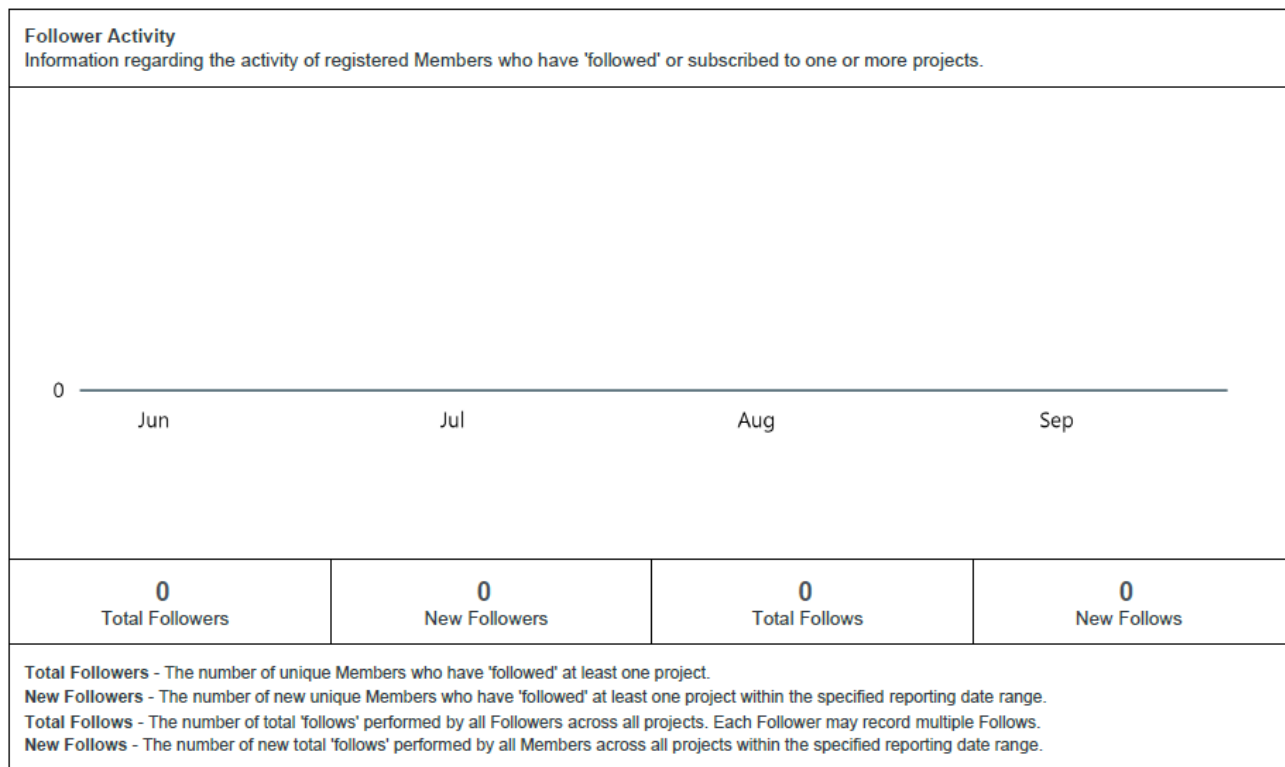 Follower Activity
Information regarding the activity of registered Members who have 'followed' or subscribed to one or more projects.
0
Jun Jul Aug Sep
0 0 0 0
Total Followers New Followers Total Follows New Follows
Total Followers - The number of unique Members who have 'followed' at least one project.
New Followers - The number of new unique Members who have 'followed' at least one project within the specified reporting date range.
Total Follows - The number of total 'follows' performed by all Followers across all projects. Each Follower may record multiple Follows.
New Follows - The number of new total 'follows' performed by all Members across all projects within the specified reporting date range.